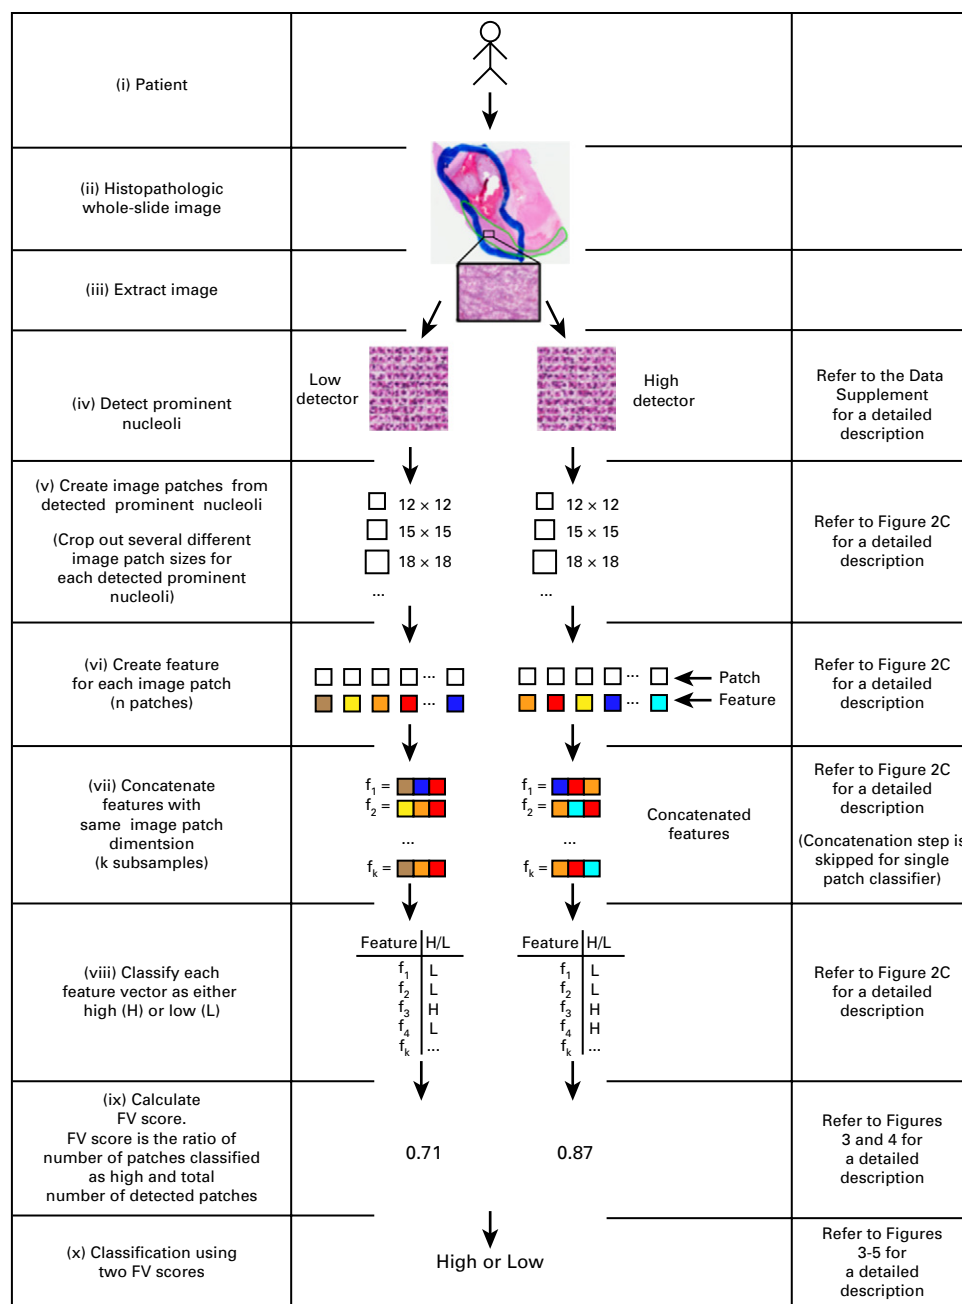 (i) Patient
(ii) Histopathologic
whole-slide image
(iii) Extract image
(iv) Detect prominent
nucleoli
Low
detector
High
detector
Refer to the Data
Supplement
for a detailed
description
(v) Create image patches from
detected prominent nucleoli
(Crop out several different
image patch sizes for
each detected prominent
nucleoli)
12 × 12
15 × 15
18 × 18
...
12 × 12
15 × 15
18 × 18
...
Refer to Figure 2C
for a detailed
description
(vi) Create feature
for each image patch
(n patches)
...
...
Patch
...
...
Feature
Refer to Figure 2C
for a detailed
description
(vii) Concatenate
features with
same image patch
dimentsion
(k subsamples)
f1 =
f2 =
...
fk =
f1 =
f2 =
...
fk =
Concatenated
features
Refer to Figure 2C
for a detailed
description
(Concatenation step is
skipped for single
patch classifier)
(viii) Classify each
feature vector as either
high (H) or low (L)
Feature H/L
f1 L
f2 L
f3 H
f4 L
fk ...
Feature H/L
f1 L
f2 L
f3 H
f4 H
fk ...
Refer to Figure 2C
for a detailed
description
(ix) Calculate
FV score.
FV score is the ratio of
number of patches classified
as high and total
number of detected patches
0.71
0.87
Refer to Figures
3 and 4 for
a detailed
description
(x) Classification using
two FV scores
High or Low
Refer to Figures
3-5 for
a detailed
description